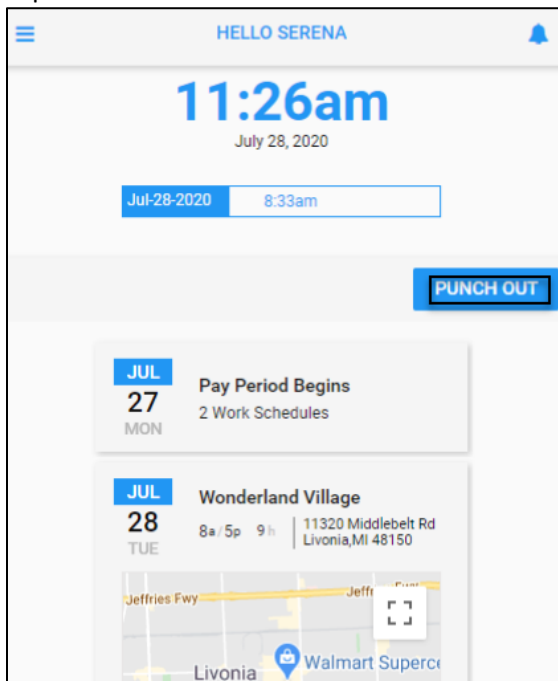 HELLO SERENA
11:26am
July 28, 2020
Jul-28-2020 8:33am
PUNCH OUT
JUL
27
MON
Pay Period Begins
2 Work Schedules
JUL
28
TUE
Wonderland Village
8a/5p 9h
11320 Middlebelt Rd
Livonia,MI 48150
Jeffries Fwy
Livonia
Walmart Superce